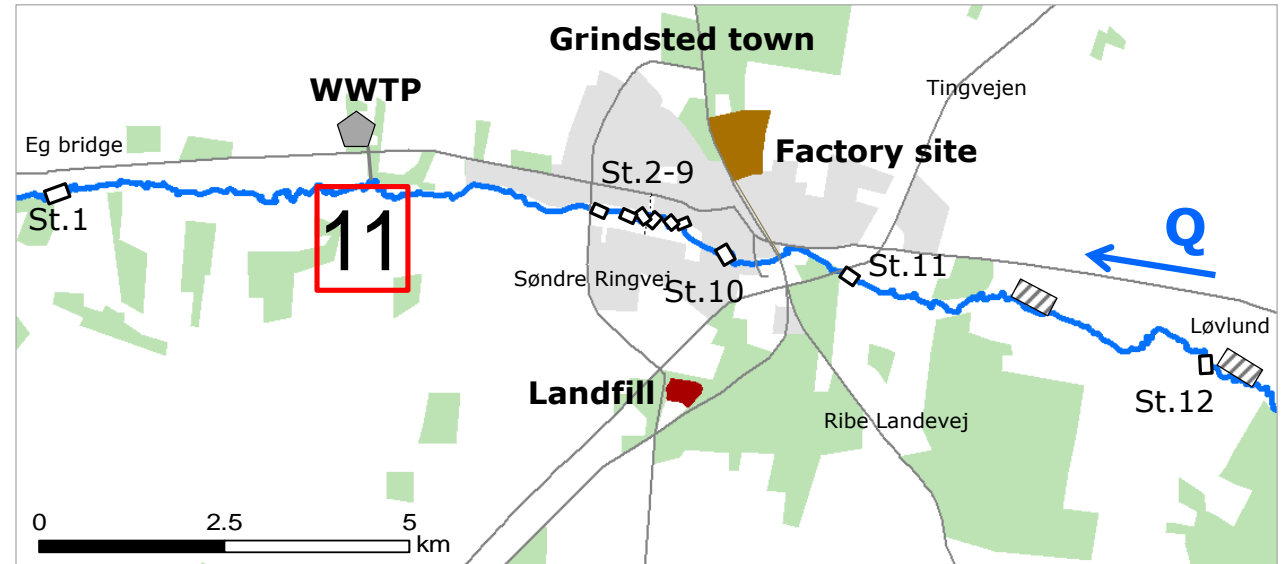 Grindsted town
WWTP
Tingvejen
Eg bridge
Factory site
St.2-9
St.1
11
Q
Søndre Ringvej
St.10
St.11
Løvlund
Landfill
St.12
Ribe Landevej
0 2.5 5
km